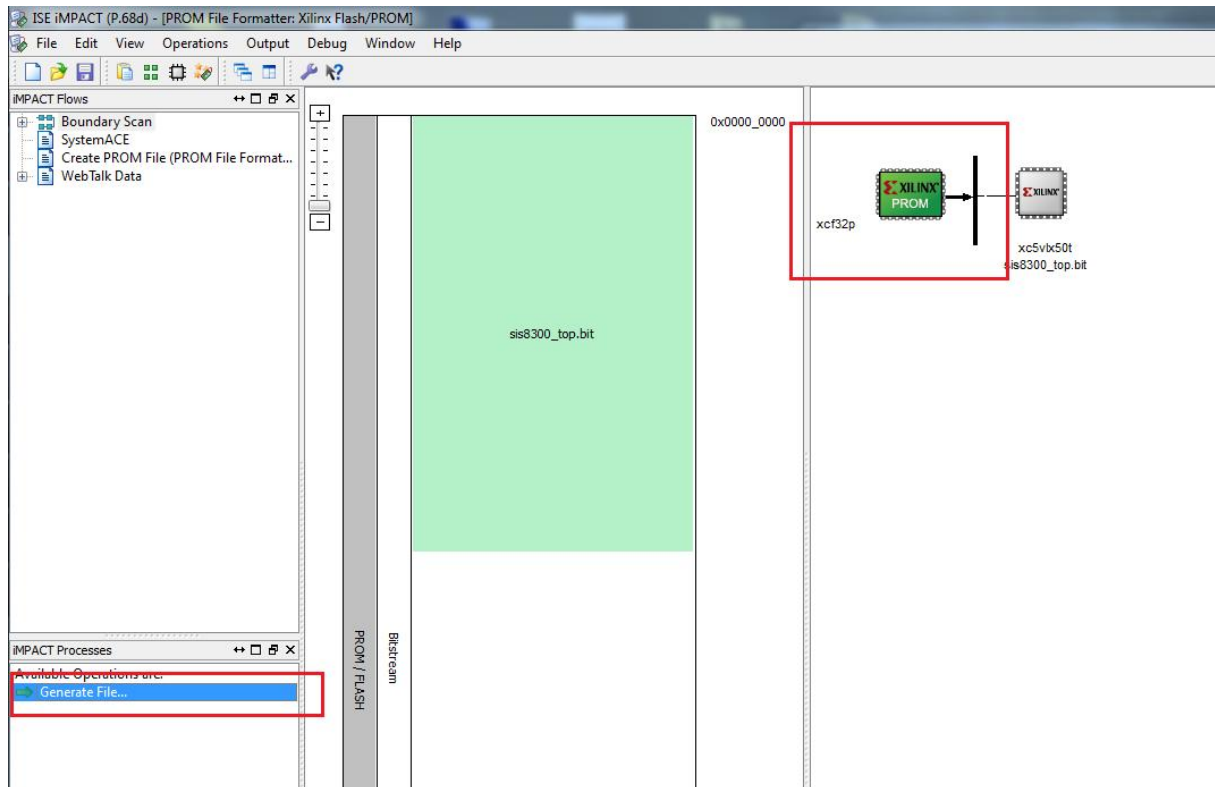 ISE iMPACT (P.68d) - [PROM File Formatter: Xilinx Flash/PROM]
File Edit View Operations Output Debug Window Help
iMPACT Flows
Boundary Scan
SystemACE
Create PROM File (PROM File Format...
WebTalk Data
iMPACT Processes
Available Operations are:
Generate File...
PROM / FLASH
Bitstream
sis8300_top.bit
0x0000_0000
XILINX
PROM
xcf32p
XILINX
xc5vlx50t
sis8300_top.bit